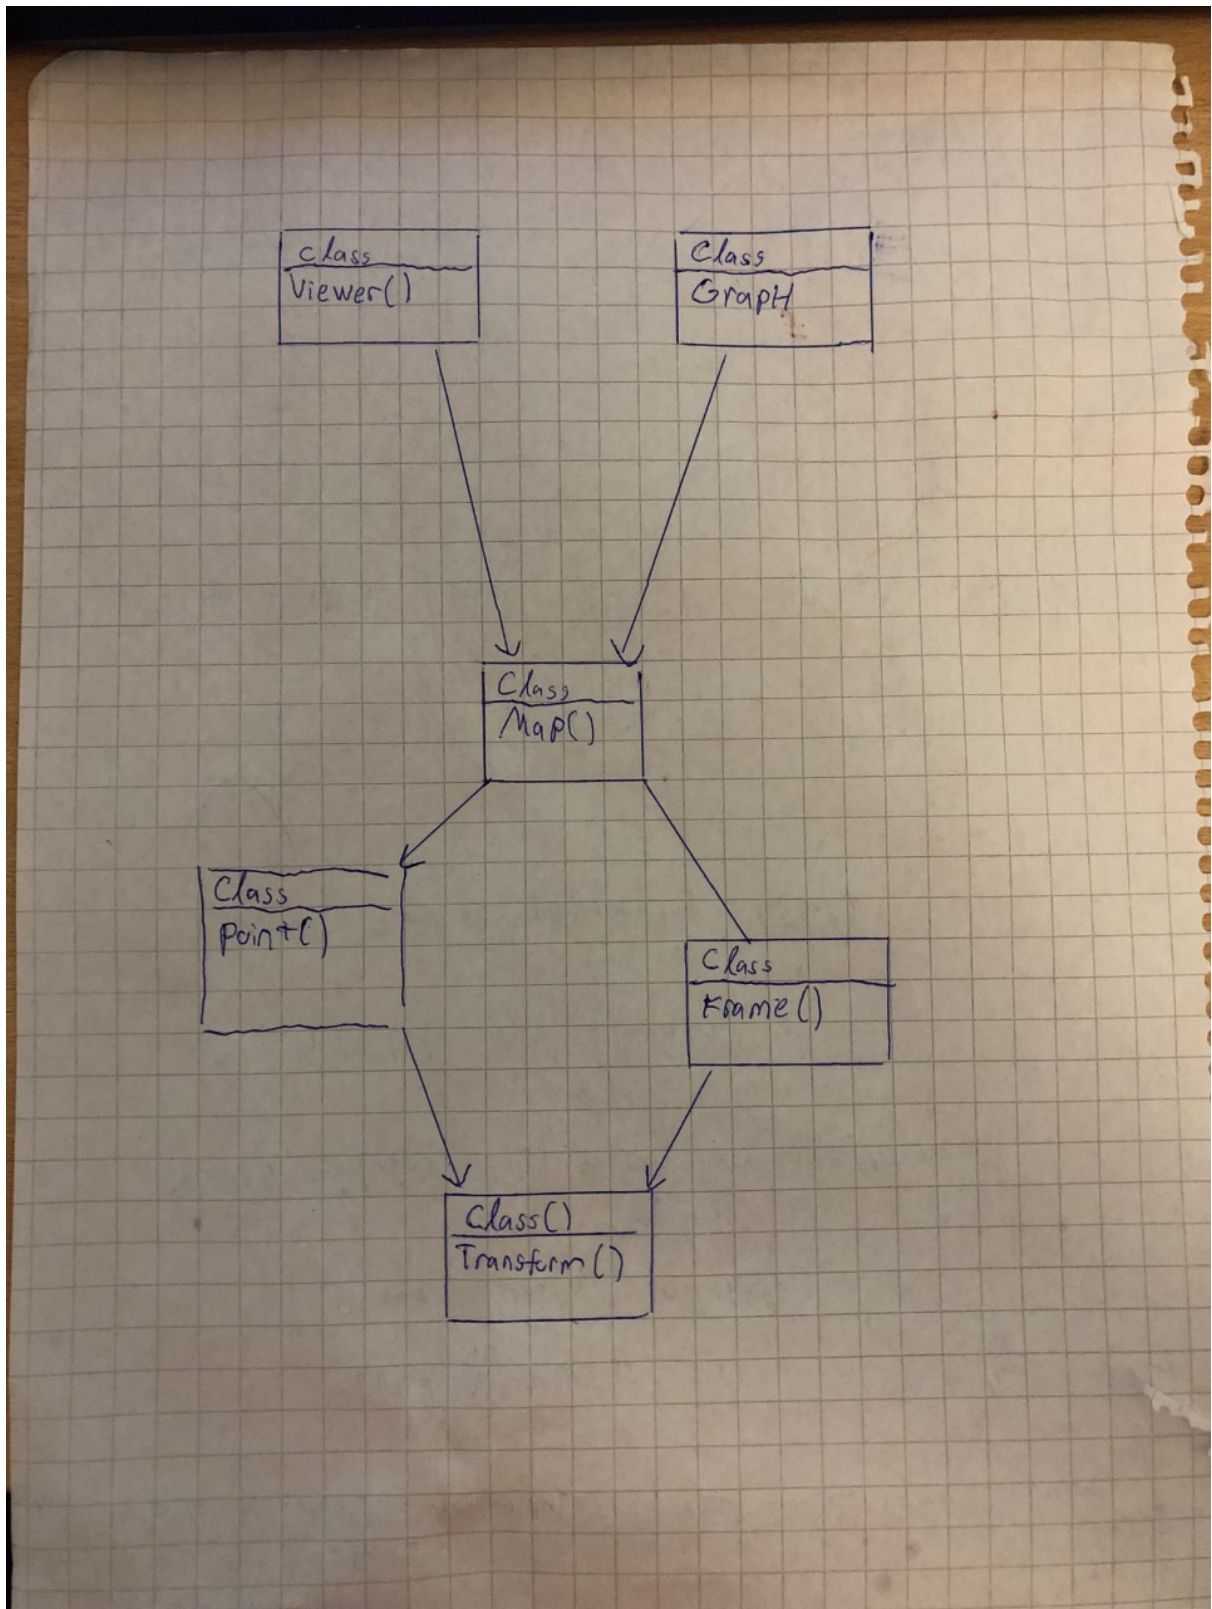 class
Viewer()
Class
GrapH
Class
Map()
Class
Point()
Class
Frame()
Class()
Transform()